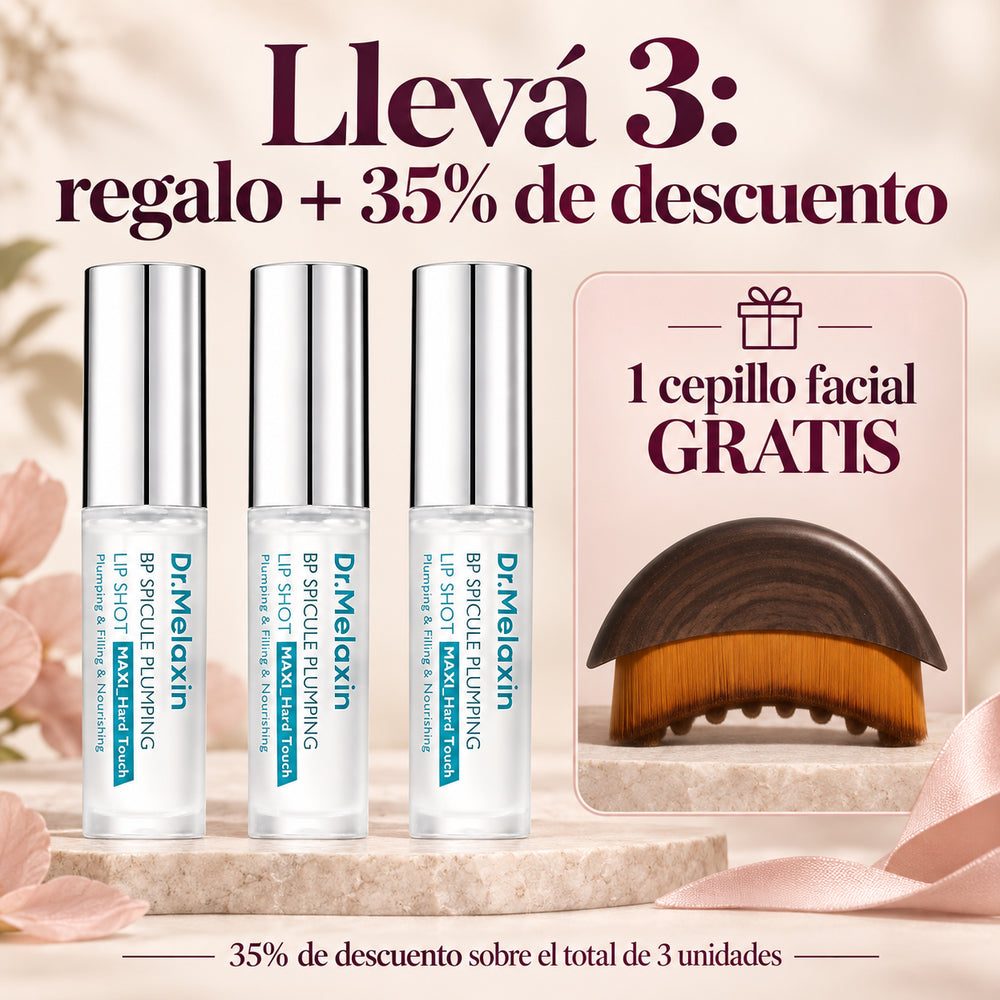 Llevá 3:
regalo + 35% de descuento
1 cepillo facial
GRATIS
Dr.Melaxin
BP SPICULE PLUMPING
LIP SHOT MAXI_Hard Touch
Plumping & Filling & Nourishing
Dr.Melaxin
BP SPICULE PLUMPING
LIP SHOT MAXI_Hard Touch
Plumping & Filling & Nourishing
Dr.Melaxin
BP SPICULE PLUMPING
LIP SHOT MAXI_Hard Touch
Plumping & Filling & Nourishing
35% de descuento sobre el total de 3 unidades